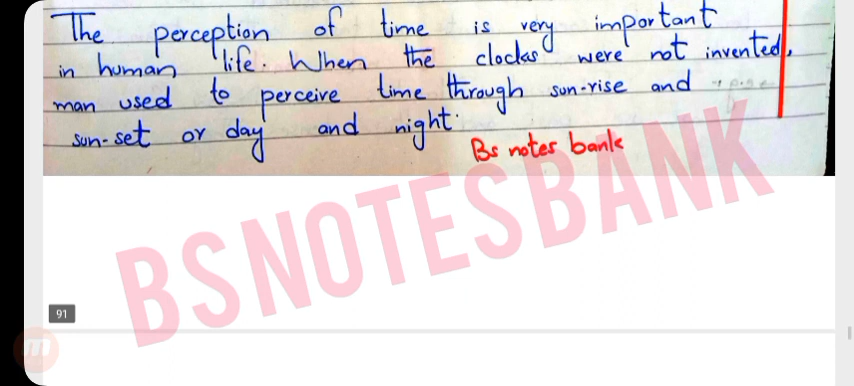 The perception of time is very important
in human life. When the clocks were not invented,
man used to perceive time through sun-rise and
sun-set or day and night.
Bs notes bank
BSNOTESBANK
91
m